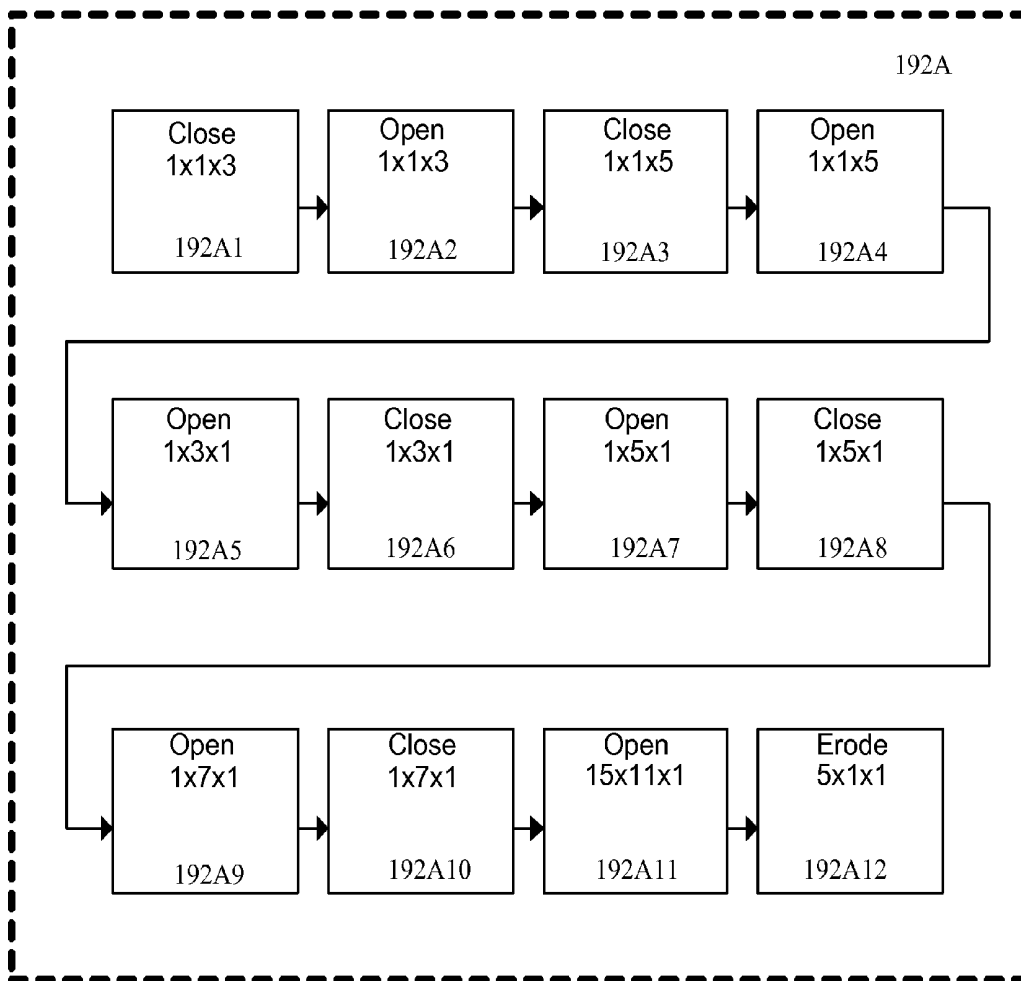 192A
Close
1x1x3
192A1
Open
1x1x3
192A2
Close
1x1x5
192A3
Open
1x1x5
192A4
Open
1x3x1
192A5
Close
1x3x1
192A6
Open
1x5x1
192A7
Close
1x5x1
192A8
Open
1x7x1
192A9
Close
1x7x1
192A10
Open
15x11x1
192A11
Erode
5x1x1
192A12